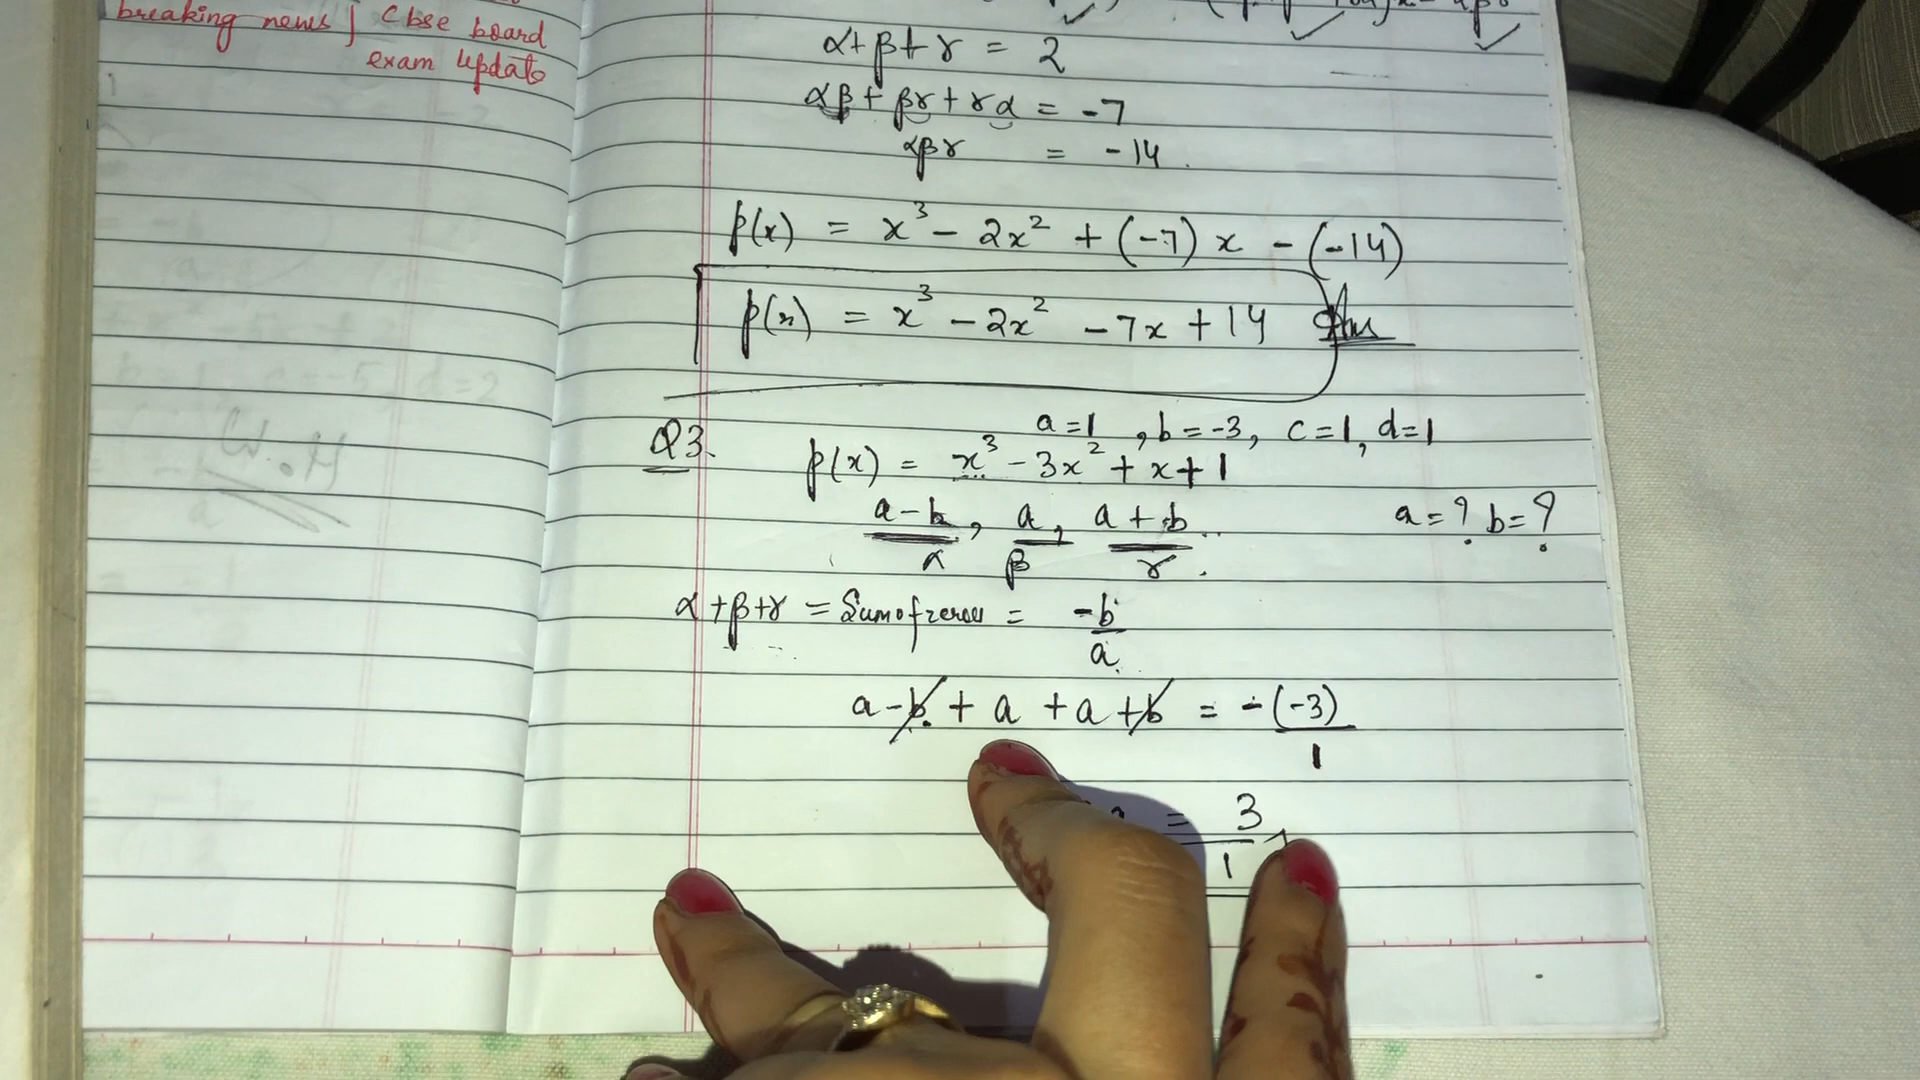 breaking news | Cbse board
exam update
α+β+γ = 2
αβ + βγ + γα = -7
αβγ = -14
p(x) = x³ - 2x² + (-7) x - (-14)
p(x) = x³ - 2x² - 7x + 14 Ans
a=1, b=-3, c=1, d=1
Q3. p(x) = x³ - 3x² + x + 1
a-b, a, a+b a=? b=?
α β γ
α+β+γ = Sum of zeroes = -b/a
a-b + a + a + b = -(-3)/1
= 3/1